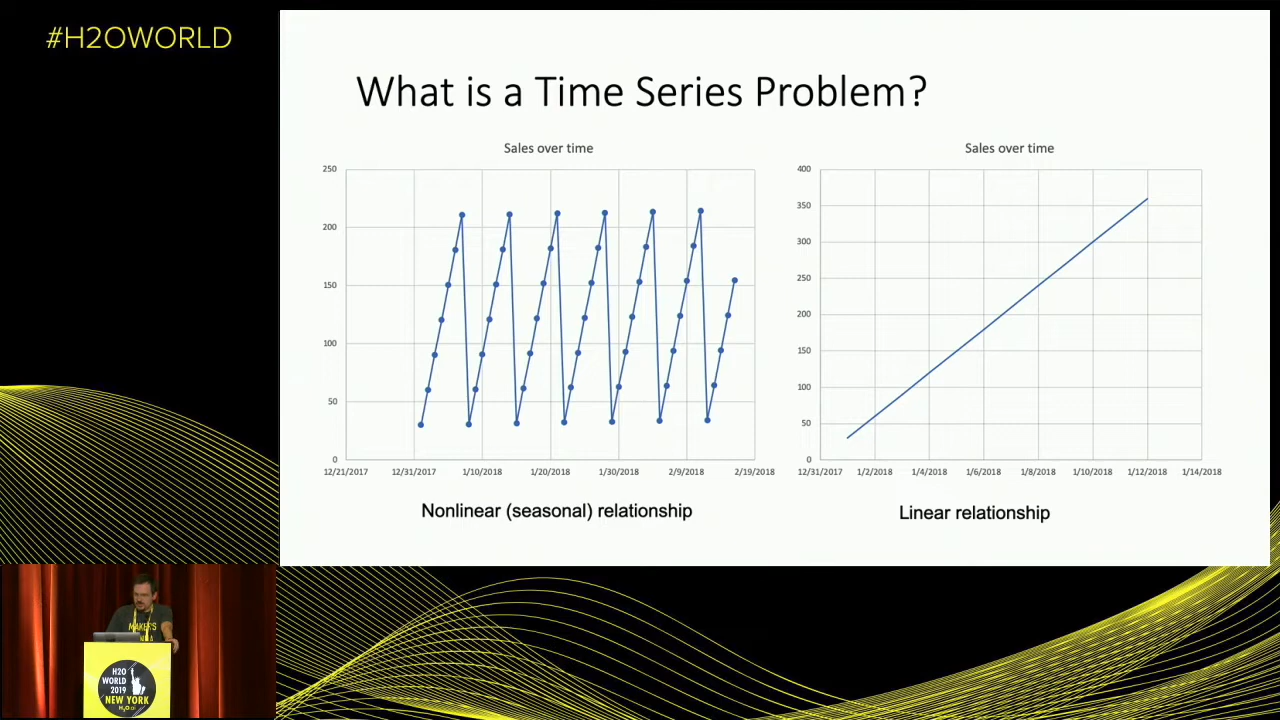 #H2OWORLD
What is a Time Series Problem?
Sales over time
250
200
150
100
50
0
12/21/2017 12/31/2017 1/10/2018 1/20/2018 1/30/2018 2/9/2018 2/19/2018
Nonlinear (seasonal) relationship
Sales over time
400
350
300
250
200
150
100
50
0
12/31/2017 1/2/2018 1/4/2018 1/6/2018 1/8/2018 1/10/2018 1/12/2018 1/14/2018
Linear relationship
MAKERS
H2O
WORLD
2019
NEW YORK
H2O.ai